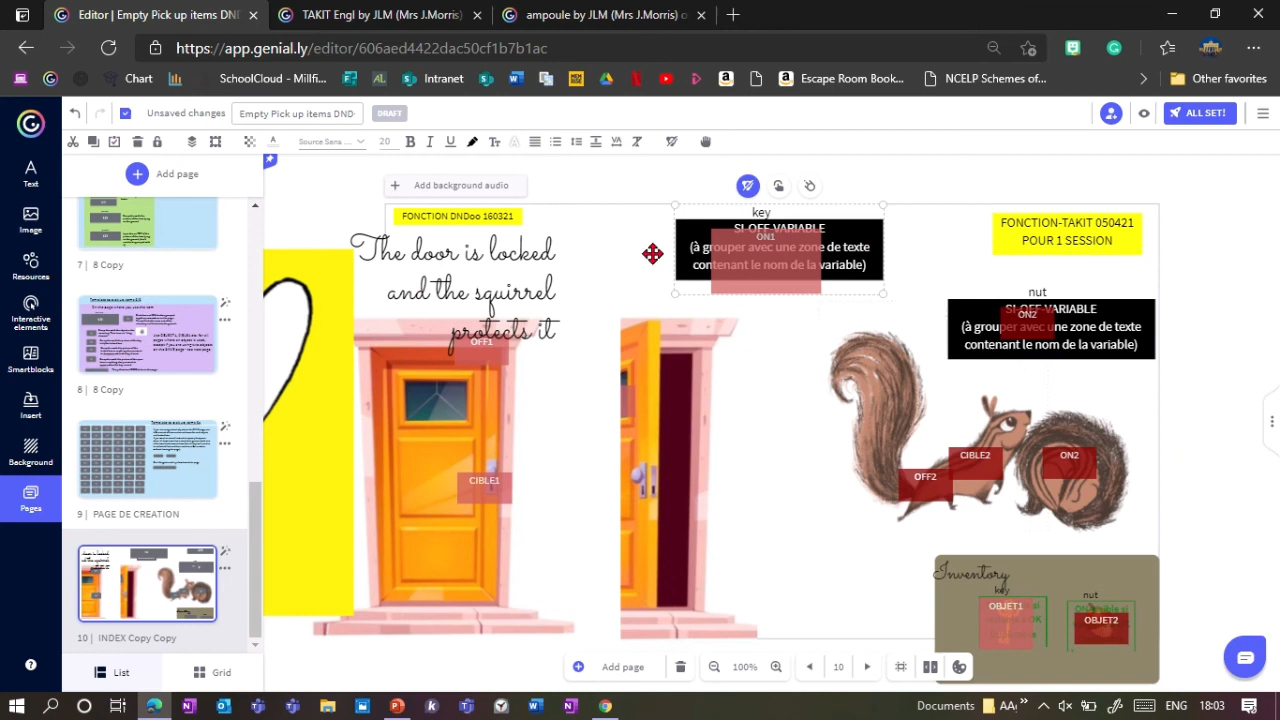 Editor | Empty Pick up items DND
TAKIT Engl by JLM (Mrs J.Morris)
ampoule by JLM (Mrs J.Morris) o
https://app.genial.ly/editor/606aed4422dac50cf1b7b1ac
Chart
SchoolCloud - Millfi...
Intranet
Escape Room Book...
NCELP Schemes of...
Other favorites
Unsaved changes
Empty Pick up items DND
DRAFT
ALL SET!
Source Sans ...
20
Text
Image
Resources
Interactive
elements
Smartblocks
Insert
Background
Pages
Add page
7 | 8 Copy
8 | 8 Copy
9 | PAGE DE CREATION
10 | INDEX Copy Copy
List
Grid
Add background audio
FONCTION DNDoo 160321
The door is locked
and the squirrel
protects it
OFF1
CIBLE1
key
SI OFF VARIABLE
ON1
(à grouper avec une zone de texte
contenant le nom de la variable)
FONCTION-TAKIT 050421
POUR 1 SESSION
nut
SI OFF VARIABLE
ON2
(à grouper avec une zone de texte
contenant le nom de la variable)
CIBLE2
ON2
OFF2
Inventory
key
OBJET1
nut
OBJET2
Add page
100%
10
Documents
ENG
18:03